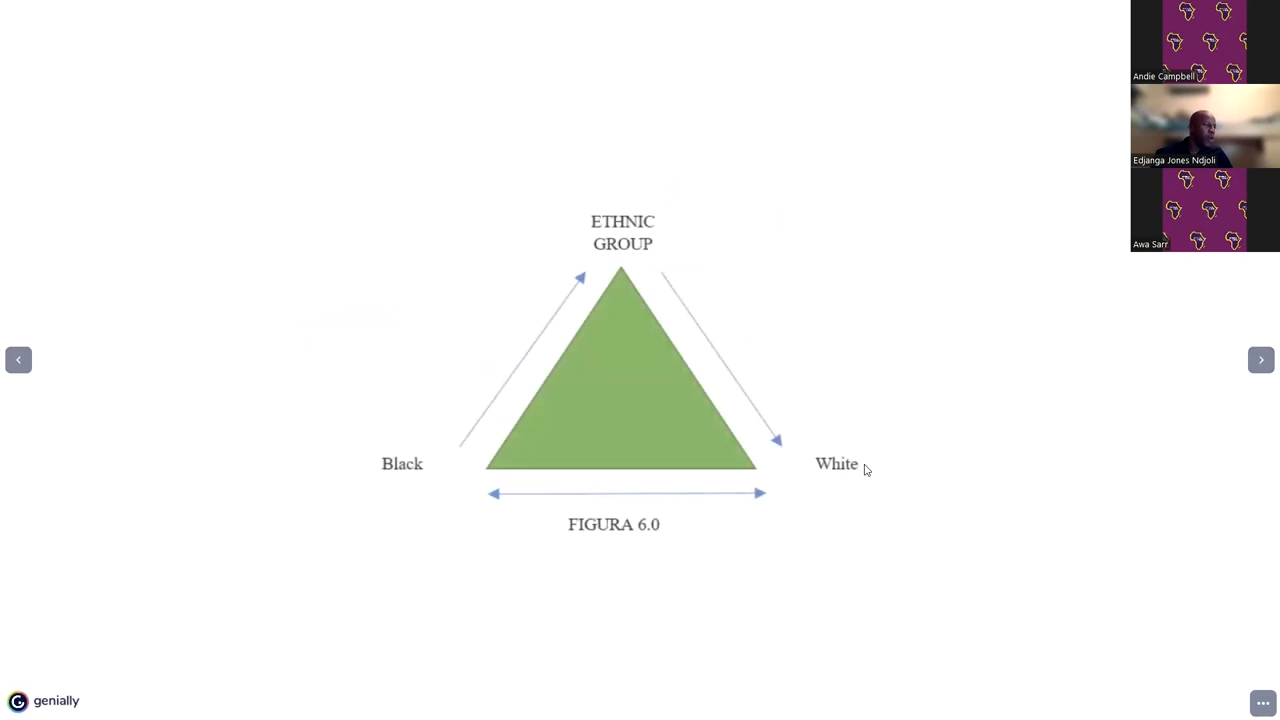 Andie Campbell
Edjanga Jones Ndjoli
Awa Sarr
ETHNIC
GROUP
Black
White
FIGURA 6.0
genially